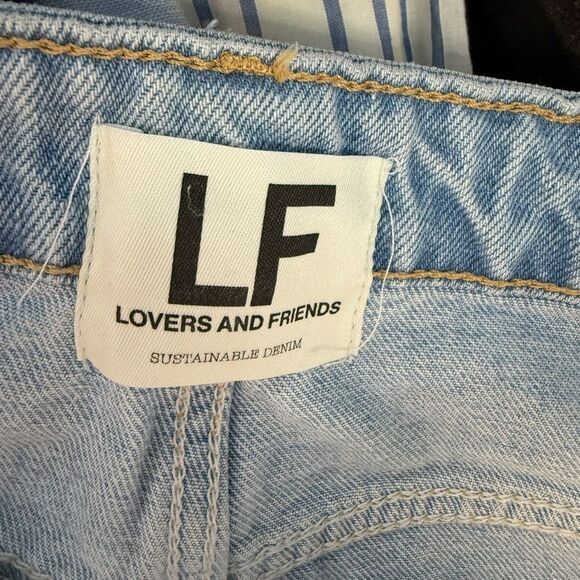 LF
LOVERS AND FRIENDS
SUSTAINABLE DENIM